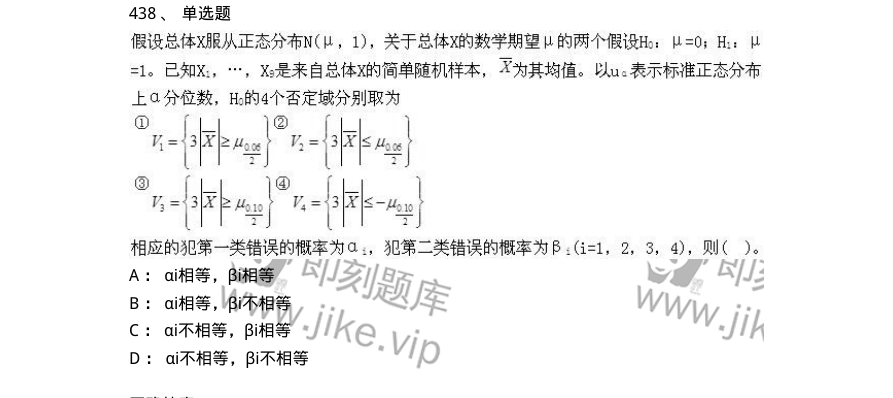 438 、 单选题
假设总体X服从正态分布N(μ，1)，关于总体X的数学期望μ的两个假设H₀：μ=0；H₁：μ
=1。已知X₁，…，X₉是来自总体X的简单随机样本，X̅为其均值。以uα表示标准正态分布
上α分位数，H₀的4个否定域分别取为
① V₁={3|X̅|≥μ_{0.06/2}} ② V₂={3|X̅|≤μ_{0.06/2}}
③ V₃={3|X̅|≥μ_{0.10/2}} ④ V₄={3|X̅|≤-μ_{0.10/2}}
相应的犯第一类错误的概率为αᵢ，犯第二类错误的概率为βᵢ(i=1，2，3，4)，则( )。
A： αi相等，βi相等
B： αi相等，βi不相等
C： αi不相等，βi相等
D： αi不相等，βi不相等
即刻题库
www.jike.vip